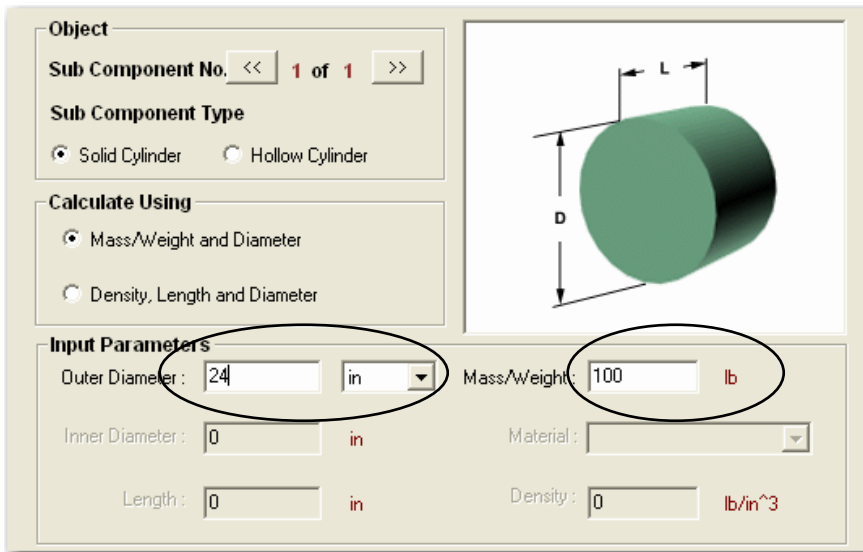 Object
Sub Component No. << 1 of 1 >>
Sub Component Type
Solid Cylinder Hollow Cylinder
L
D
Calculate Using
Mass/Weight and Diameter
Density, Length and Diameter
Input Parameters
Outer Diameter : 24 in Mass/Weight : 100 lb
Inner Diameter : 0 in Material :
Length : 0 in Density : 0 lb/in^3